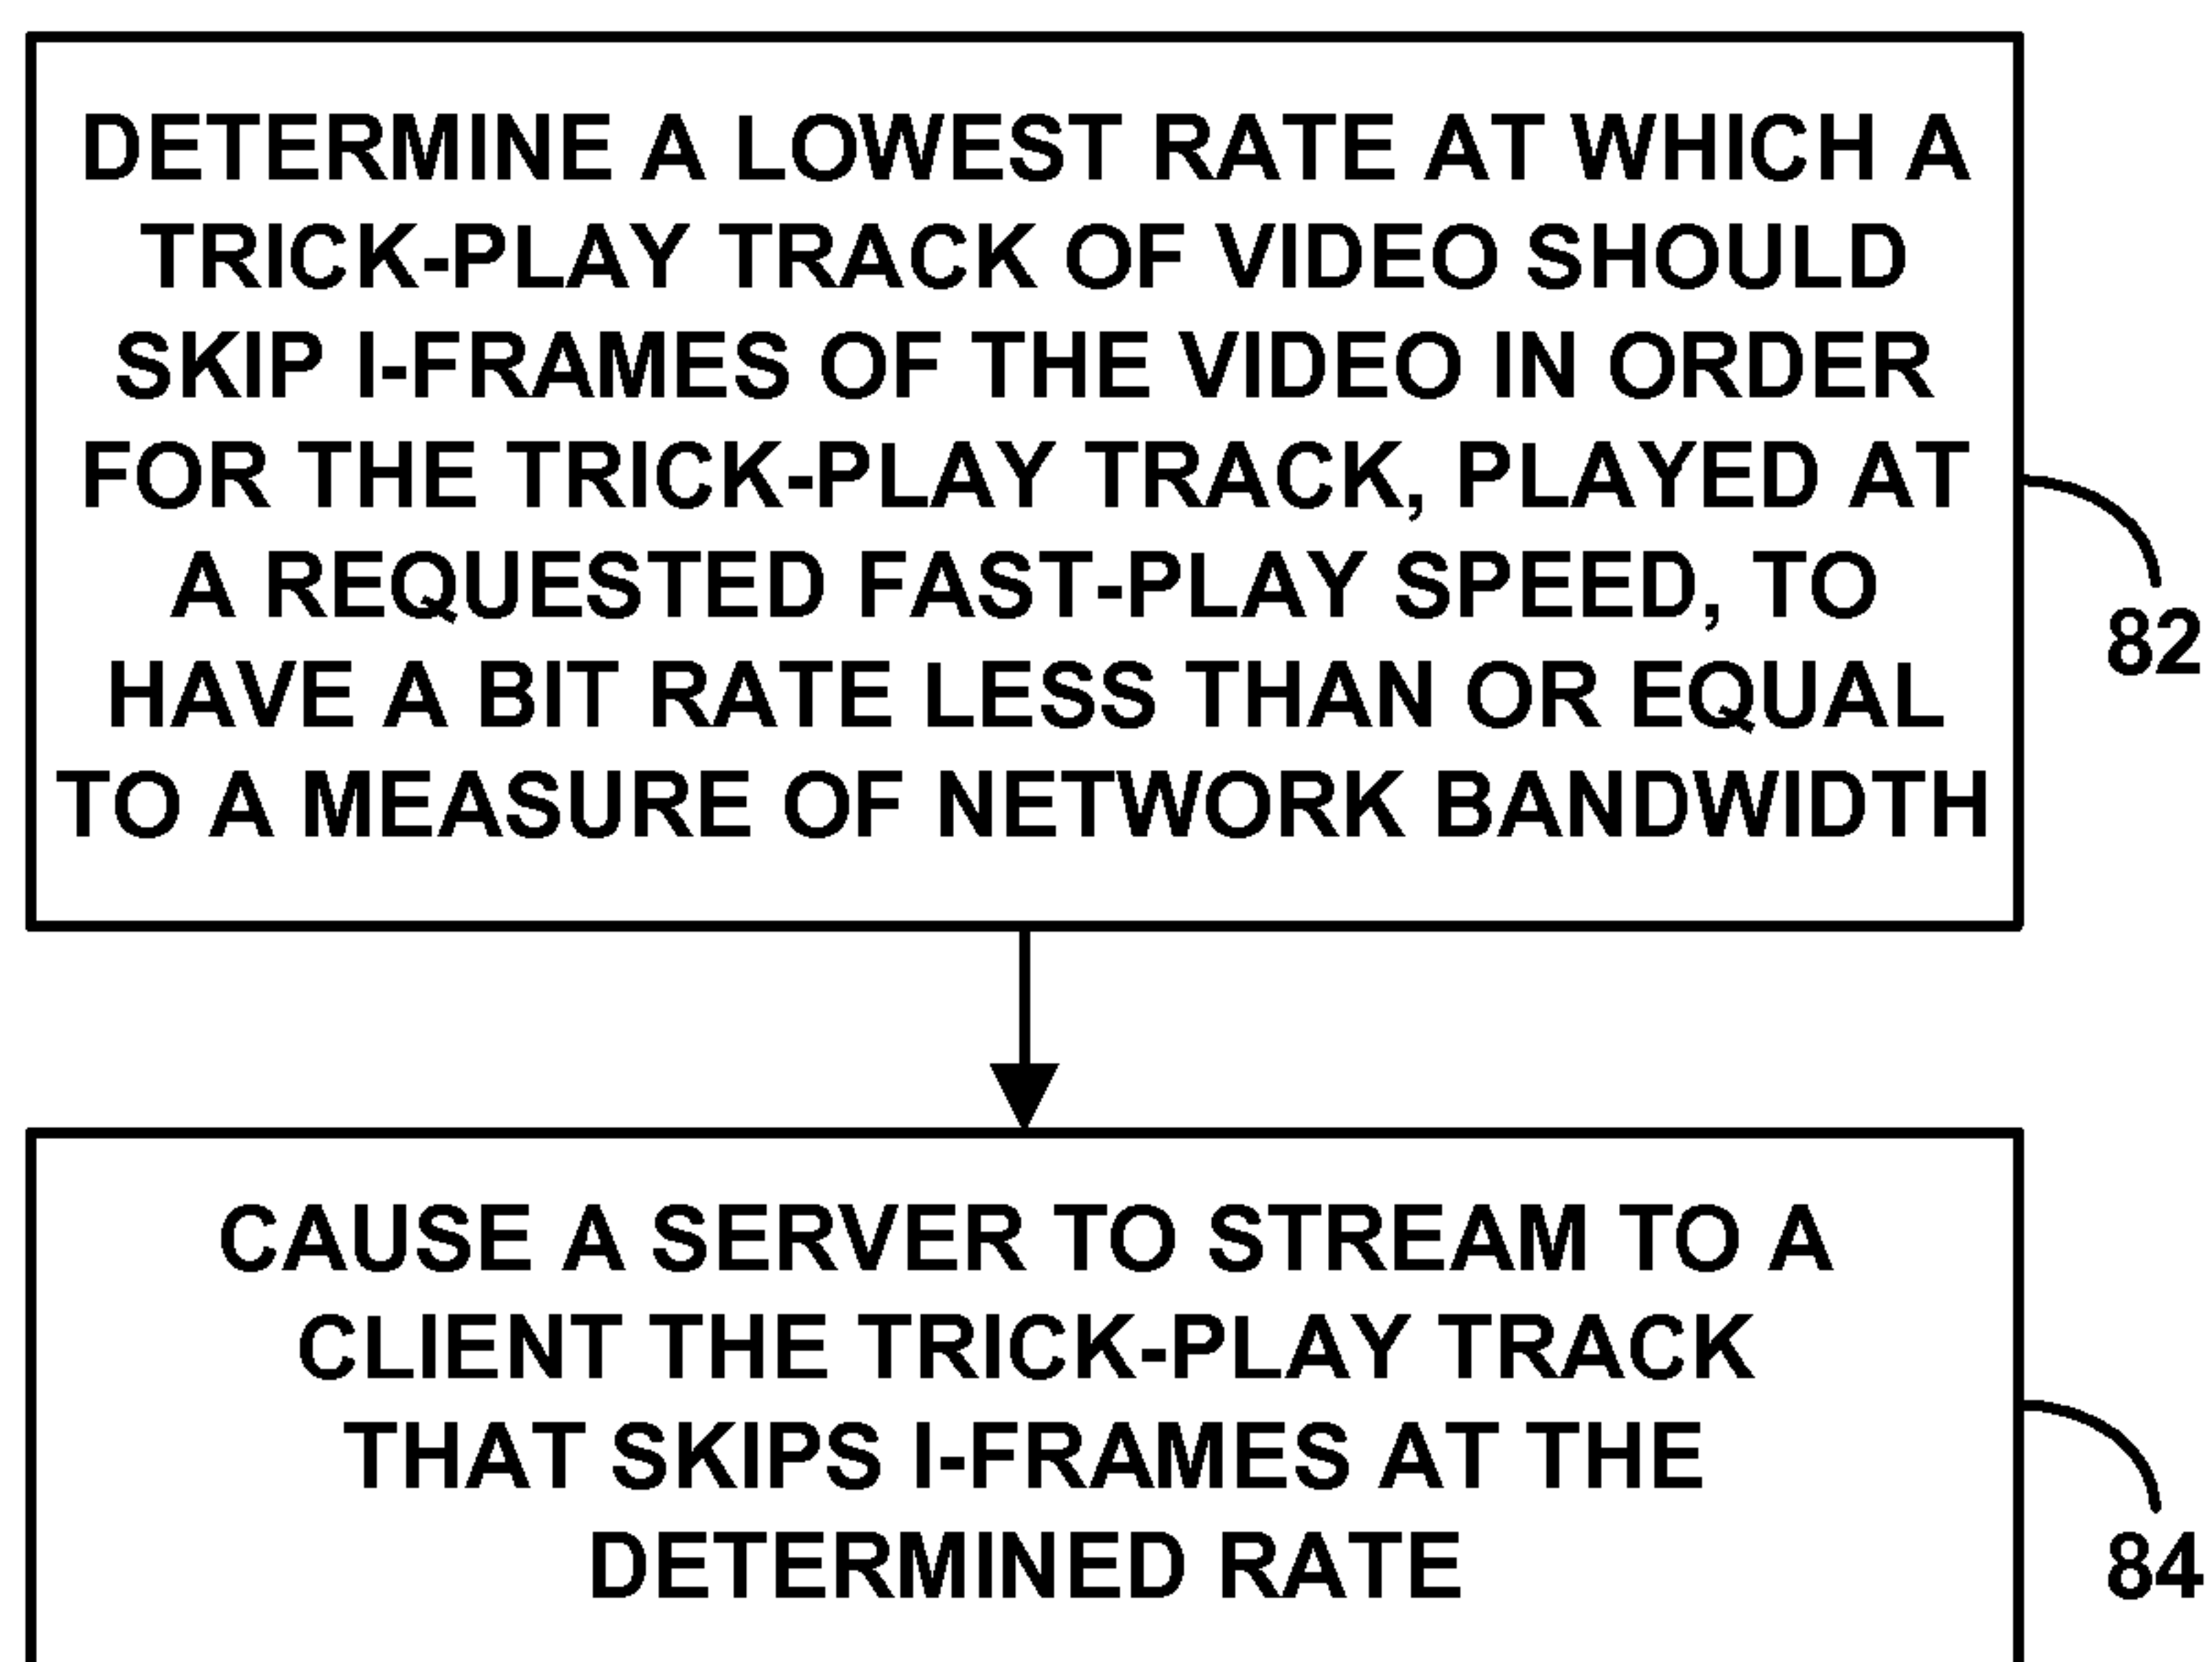 DETERMINE A LOWEST RATE AT WHICH A
TRICK-PLAY TRACK OF VIDEO SHOULD
SKIP I-FRAMES OF THE VIDEO IN ORDER
FOR THE TRICK-PLAY TRACK, PLAYED AT
A REQUESTED FAST-PLAY SPEED, TO
HAVE A BIT RATE LESS THAN OR EQUAL
TO A MEASURE OF NETWORK BANDWIDTH
82
CAUSE A SERVER TO STREAM TO A
CLIENT THE TRICK-PLAY TRACK
THAT SKIPS I-FRAMES AT THE
DETERMINED RATE
84